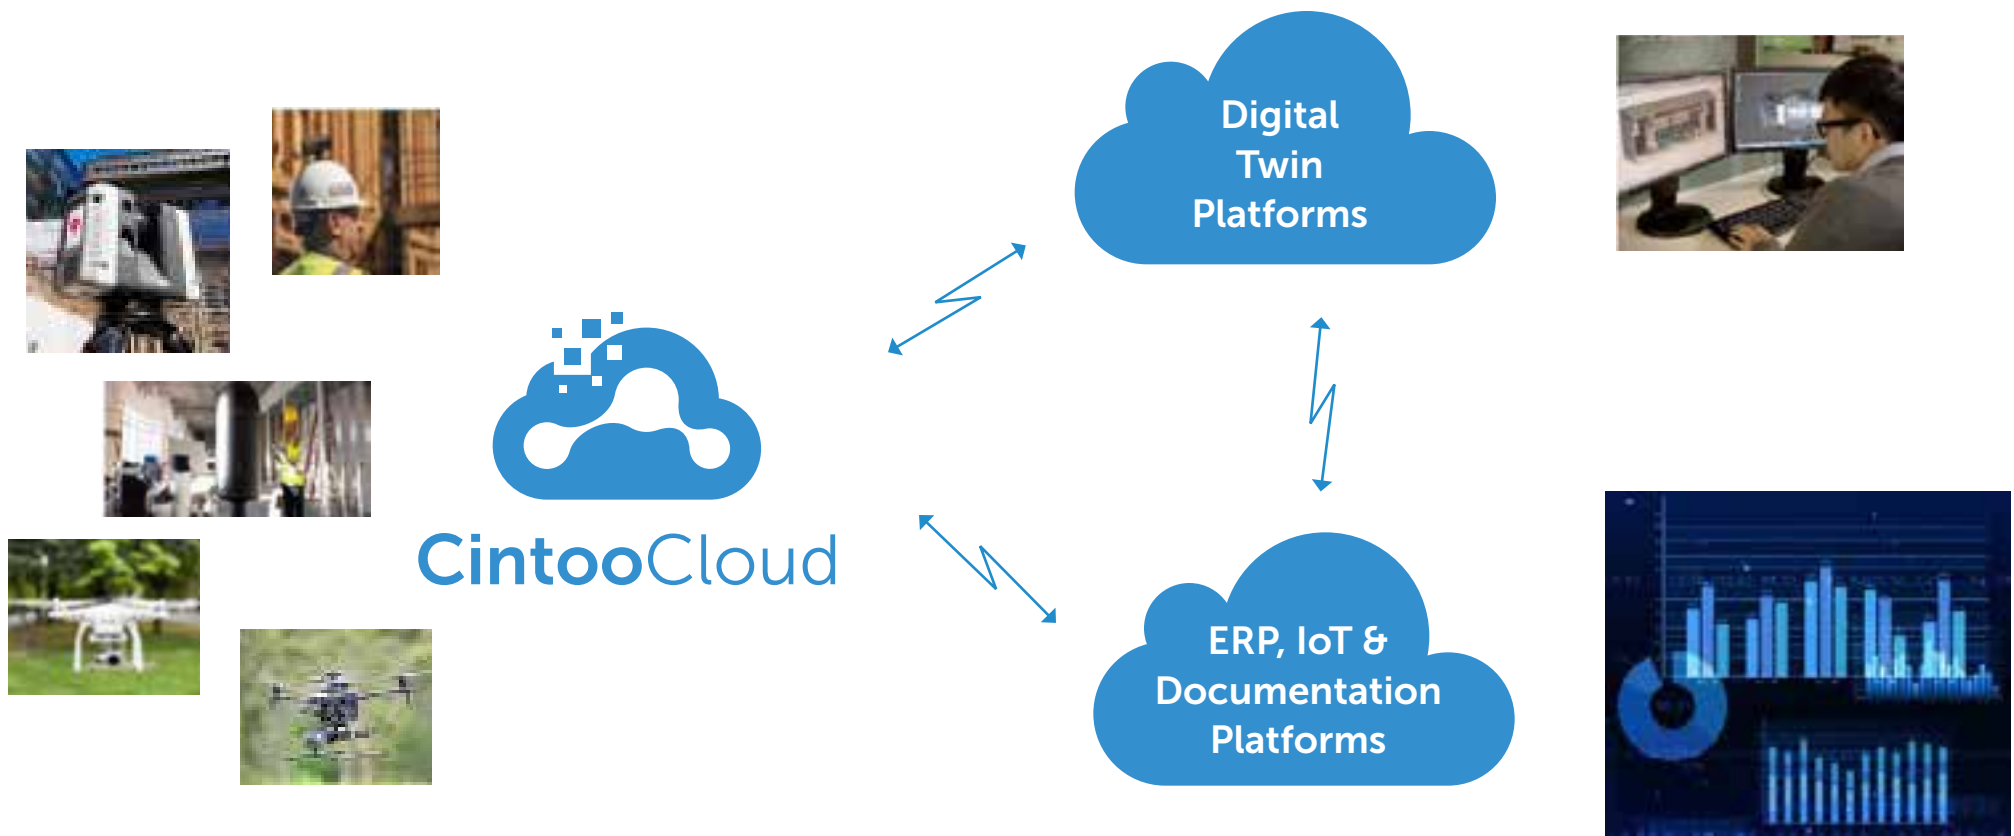 Digital
Twin
Platforms
CintooCloud
ERP, IoT &
Documentation
Platforms